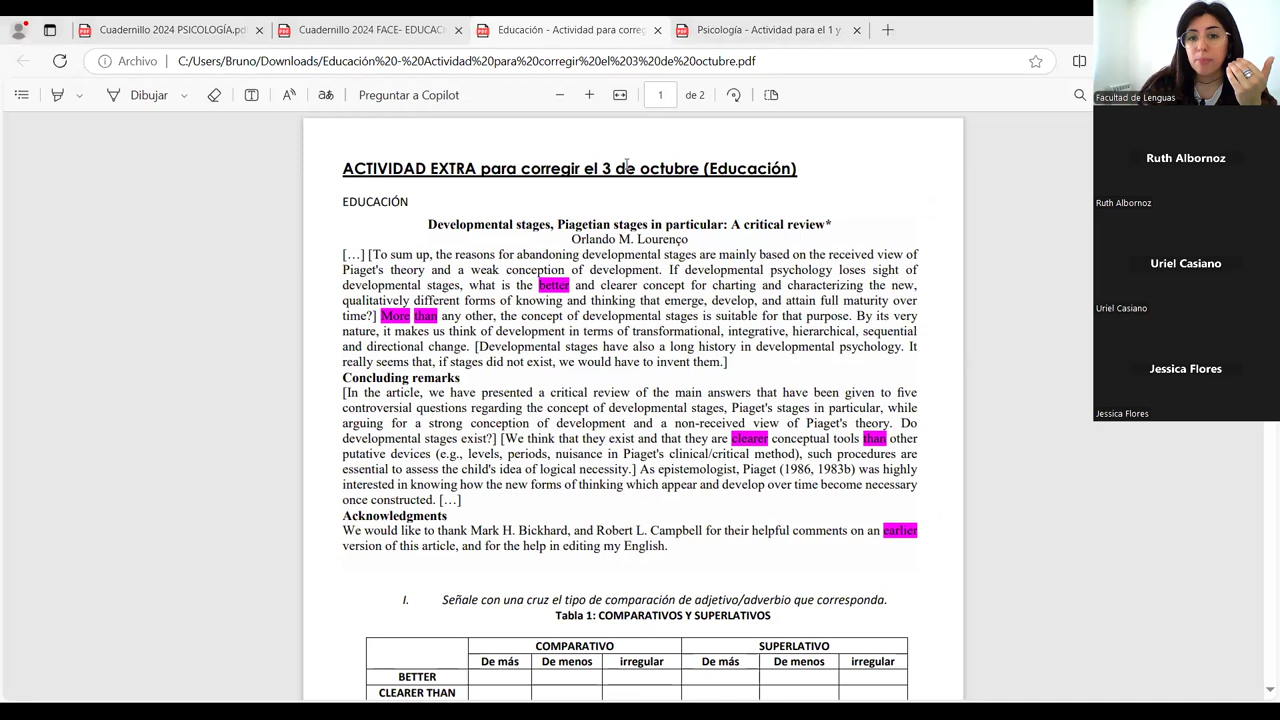 Cuadernillo 2024 PSICOLOGÍA.pd
Cuadernillo 2024 FACE- EDUCAC
Educación - Actividad para correg
Psicología - Actividad para el 1 y
Archivo
C:/Users/Bruno/Downloads/Educación%20-%20Actividad%20para%20corregir%20el%203%20de%20octubre.pdf
Dibujar
Preguntar a Copilot
1
de 2
ACTIVIDAD EXTRA para corregir el 3 de octubre (Educación)
EDUCACIÓN
Developmental stages, Piagetian stages in particular: A critical review*
Orlando M. Lourenço
[…] [To sum up, the reasons for abandoning developmental stages are mainly based on the received view of
Piaget's theory and a weak conception of development. If developmental psychology loses sight of
developmental stages, what is the better and clearer concept for charting and characterizing the new,
qualitatively different forms of knowing and thinking that emerge, develop, and attain full maturity over
time?] More than any other, the concept of developmental stages is suitable for that purpose. By its very
nature, it makes us think of development in terms of transformational, integrative, hierarchical, sequential
and directional change. [Developmental stages have also a long history in developmental psychology. It
really seems that, if stages did not exist, we would have to invent them.]
Concluding remarks
[In the article, we have presented a critical review of the main answers that have been given to five
controversial questions regarding the concept of developmental stages, Piaget's stages in particular, while
arguing for a strong conception of development and a non-received view of Piaget's theory. Do
developmental stages exist?] [We think that they exist and that they are clearer conceptual tools than other
putative devices (e.g., levels, periods, nuisance in Piaget's clinical/critical method), such procedures are
essential to assess the child's idea of logical necessity.] As epistemologist, Piaget (1986, 1983b) was highly
interested in knowing how the new forms of thinking which appear and develop over time become necessary
once constructed. […]
Acknowledgments
We would like to thank Mark H. Bickhard, and Robert L. Campbell for their helpful comments on an earlier
version of this article, and for the help in editing my English.
I. Señale con una cruz el tipo de comparación de adjetivo/adverbio que corresponda.
Tabla 1: COMPARATIVOS Y SUPERLATIVOS
COMPARATIVO SUPERLATIVO
De más De menos irregular De más De menos irregular
BETTER
CLEARER THAN
Facultad de Lenguas
Ruth Albornoz
Ruth Albornoz
Uriel Casiano
Uriel Casiano
Jessica Flores
Jessica Flores